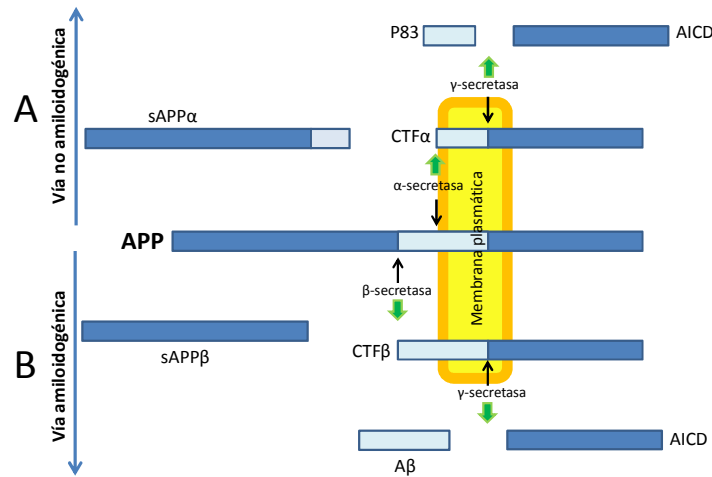 P83
AICD
γ-secretasa
A
Vía no amiloidogénica
sAPPα
CTFα
α-secretasa
APP
Membrana plasmática
β-secretasa
B
Vía amiloidogénica
sAPPβ
CTFβ
γ-secretasa
Aβ
AICD